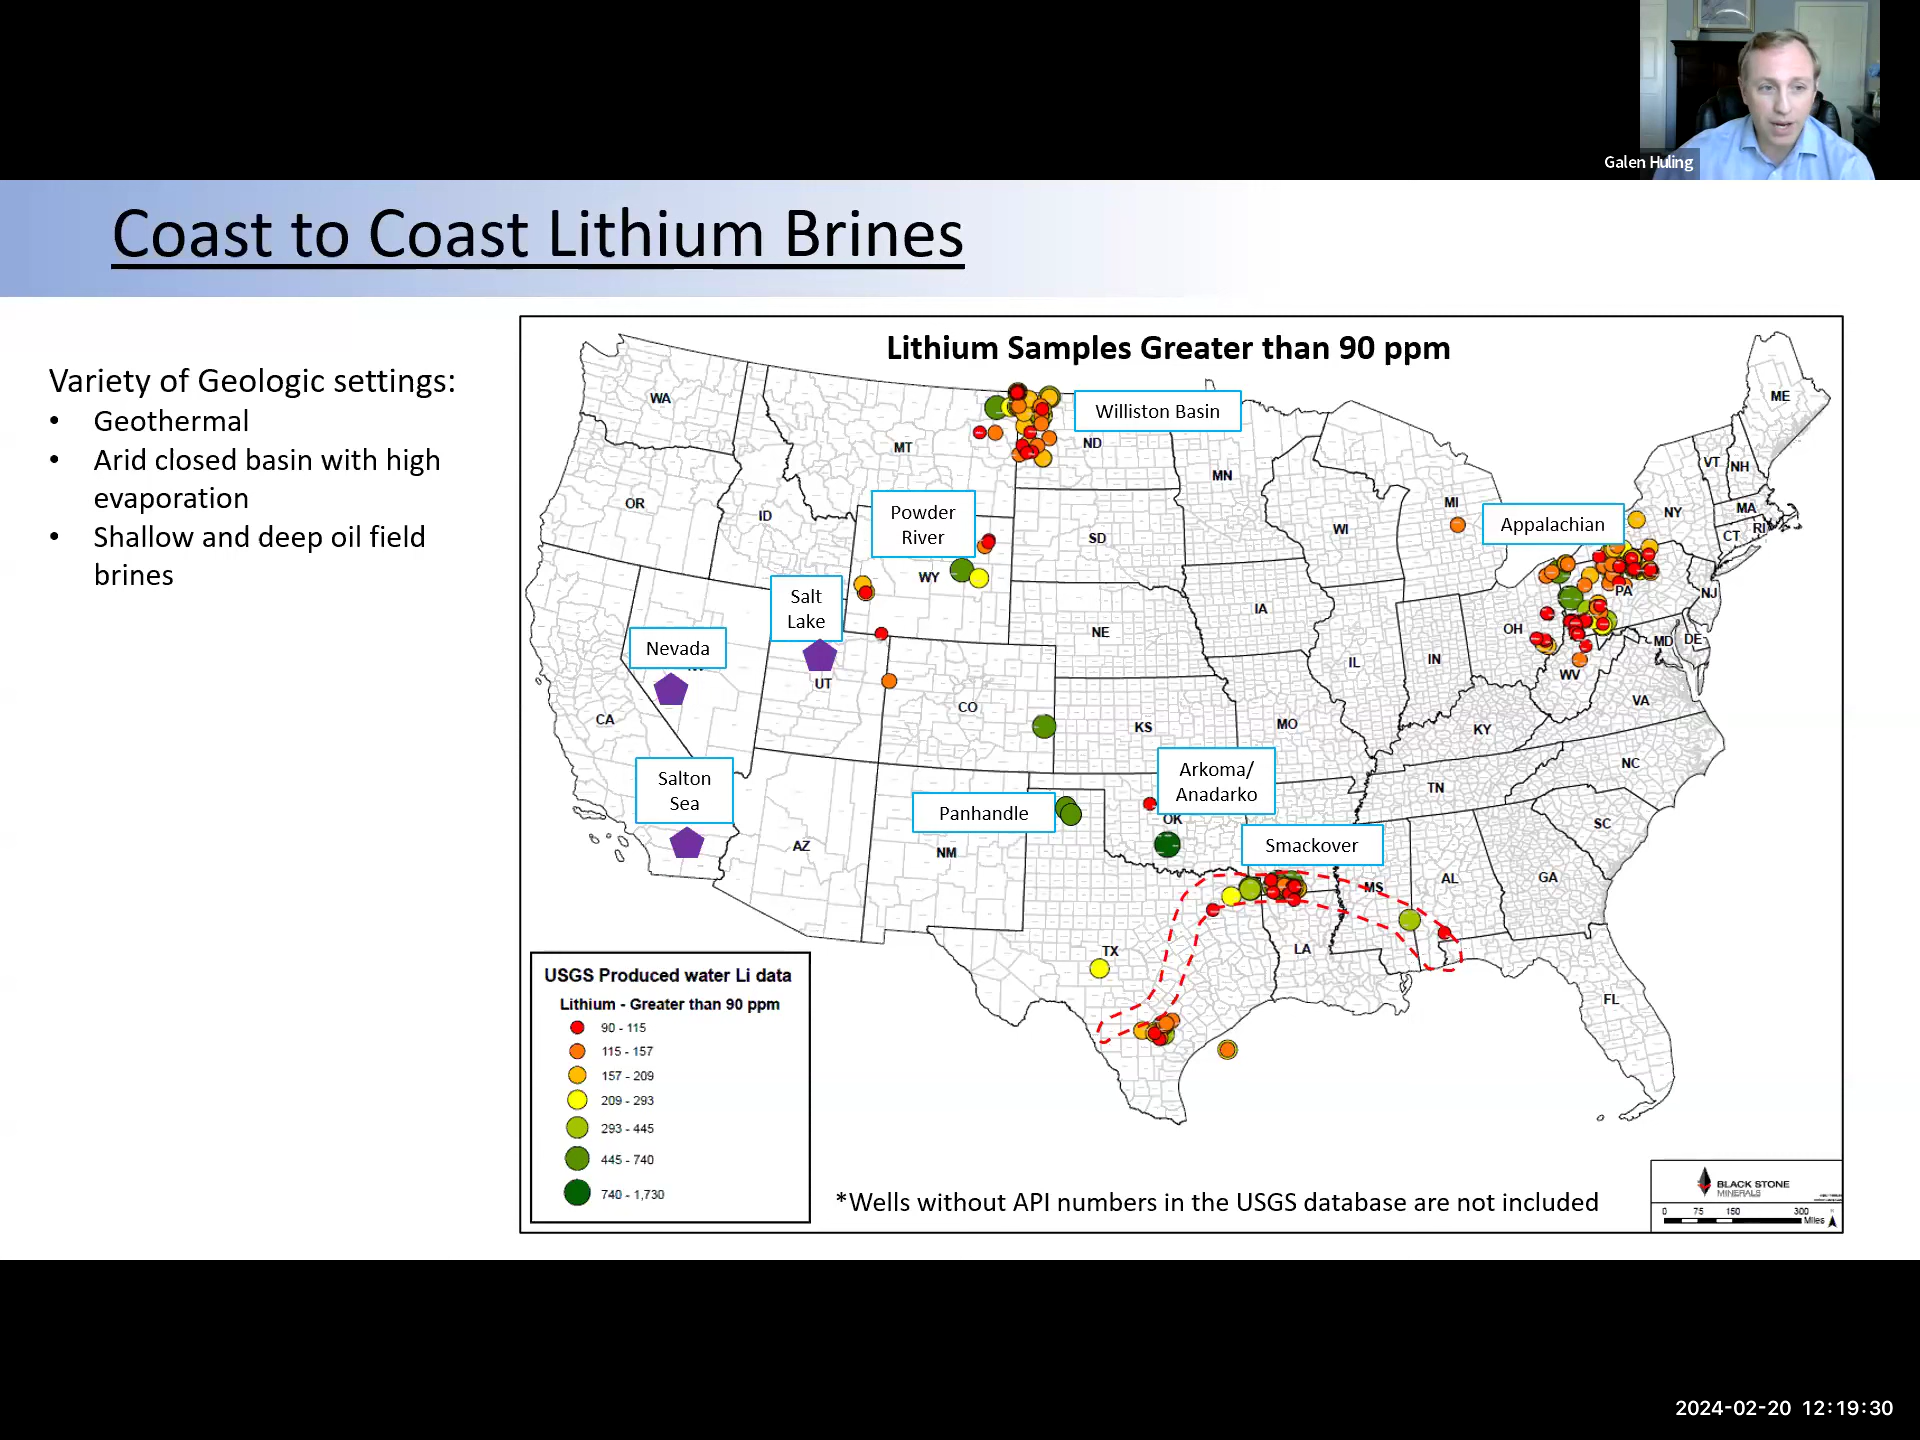 Galen Huling
Coast to Coast Lithium Brines
Variety of Geologic settings:
• Geothermal
• Arid closed basin with high
evaporation
• Shallow and deep oil field
brines
Lithium Samples Greater than 90 ppm
WA
MT
ND
MN
ME
OR
ID
SD
WI
MI
VT
NH
NY
MA
CT
RI
WY
NE
IA
PA
NJ
OH
MD
DE
IL
IN
WV
VA
UT
CO
KS
MO
KY
CA
NC
TN
SC
AZ
NM
OK
MS
AL
GA
TX
LA
FL
Williston Basin
Powder
River
Appalachian
Salt
Lake
Nevada
Salton
Sea
Panhandle
Arkoma/
Anadarko
Smackover
USGS Produced water Li data
Lithium - Greater than 90 ppm
90 - 115
115 - 157
157 - 209
209 - 293
293 - 445
445 - 740
740 - 1,730
*Wells without API numbers in the USGS database are not included
BLACK STONE
MINERALS
0 75 150 300
Miles
2024-02-20 12:19:30